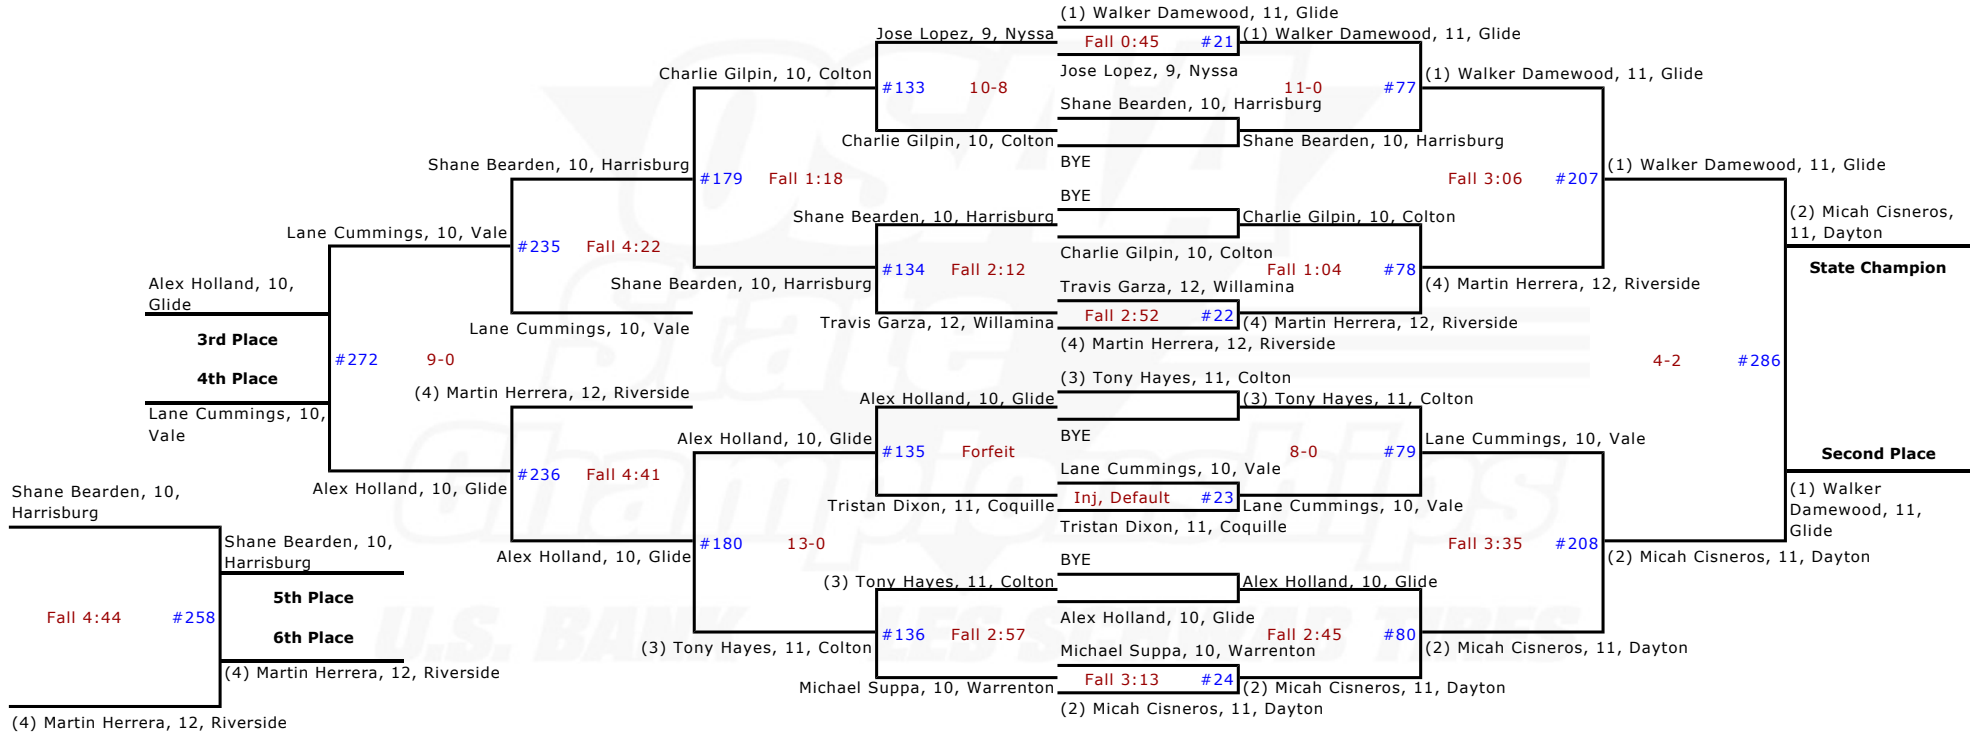 (1) Walker Damewood, 11, Glide
Jose Lopez, 9, Nyssa
Fall 0:45 #21
(1) Walker Damewood, 11, Glide
Charlie Gilpin, 10, Colton
Jose Lopez, 9, Nyssa
(1) Walker Damewood, 11, Glide
#133 10-8
11-0 #77
Shane Bearden, 10, Harrisburg
Charlie Gilpin, 10, Colton
Shane Bearden, 10, Harrisburg
Shane Bearden, 10, Harrisburg
BYE
(1) Walker Damewood, 11, Glide
#179 Fall 1:18
Fall 3:06 #207
BYE
Shane Bearden, 10, Harrisburg
Charlie Gilpin, 10, Colton
(2) Micah Cisneros,
11, Dayton
Lane Cummings, 10, Vale
#235 Fall 4:22
Charlie Gilpin, 10, Colton
State Champion
#134 Fall 2:12
Fall 1:04 #78
Alex Holland, 10,
Glide
Shane Bearden, 10, Harrisburg
Travis Garza, 12, Willamina
(4) Martin Herrera, 12, Riverside
Lane Cummings, 10, Vale
Travis Garza, 12, Willamina
Fall 2:52 #22
(4) Martin Herrera, 12, Riverside
3rd Place
(4) Martin Herrera, 12, Riverside
#272 9-0
4-2 #286
4th Place
(3) Tony Hayes, 11, Colton
(4) Martin Herrera, 12, Riverside
Alex Holland, 10, Glide
(3) Tony Hayes, 11, Colton
Lane Cummings, 10,
Vale
Alex Holland, 10, Glide
BYE
Lane Cummings, 10, Vale
#135 Forfeit
8-0 #79
Second Place
#236 Fall 4:41
Lane Cummings, 10, Vale
Alex Holland, 10, Glide
Shane Bearden, 10,
Harrisburg
Inj, Default #23
(1) Walker
Damewood, 11,
Glide
Tristan Dixon, 11, Coquille
Lane Cummings, 10, Vale
Tristan Dixon, 11, Coquille
Shane Bearden, 10,
Harrisburg
#180 13-0
Fall 3:35 #208
Alex Holland, 10, Glide
BYE
(2) Micah Cisneros, 11, Dayton
(3) Tony Hayes, 11, Colton
Alex Holland, 10, Glide
5th Place
Fall 4:44 #258
Alex Holland, 10, Glide
6th Place
#136 Fall 2:57
Fall 2:45 #80
(3) Tony Hayes, 11, Colton
Michael Suppa, 10, Warrenton
(2) Micah Cisneros, 11, Dayton
(4) Martin Herrera, 12, Riverside
Michael Suppa, 10, Warrenton
Fall 3:13 #24
(2) Micah Cisneros, 11, Dayton
(2) Micah Cisneros, 11, Dayton
(4) Martin Herrera, 12, Riverside
OSAA
State
Championships
U.S. BANK LES SCHWAB TIRES